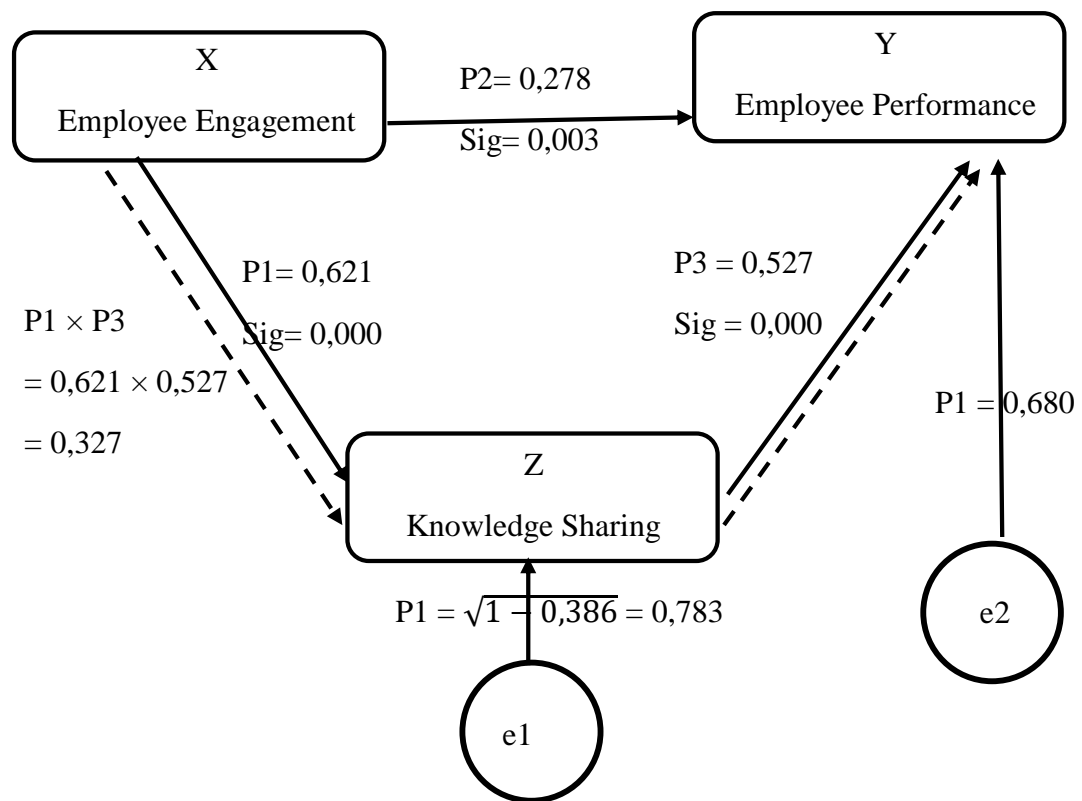 X
Employee Engagement
P2= 0,278
Sig= 0,003
Y
Employee Performance
P1= 0,621
Sig= 0,000
P1 × P3
= 0,621 × 0,527
= 0,327
P3 = 0,527
Sig = 0,000
P1 = 0,680
Z
Knowledge Sharing
P1 = √1 − 0,386 = 0,783
e2
e1